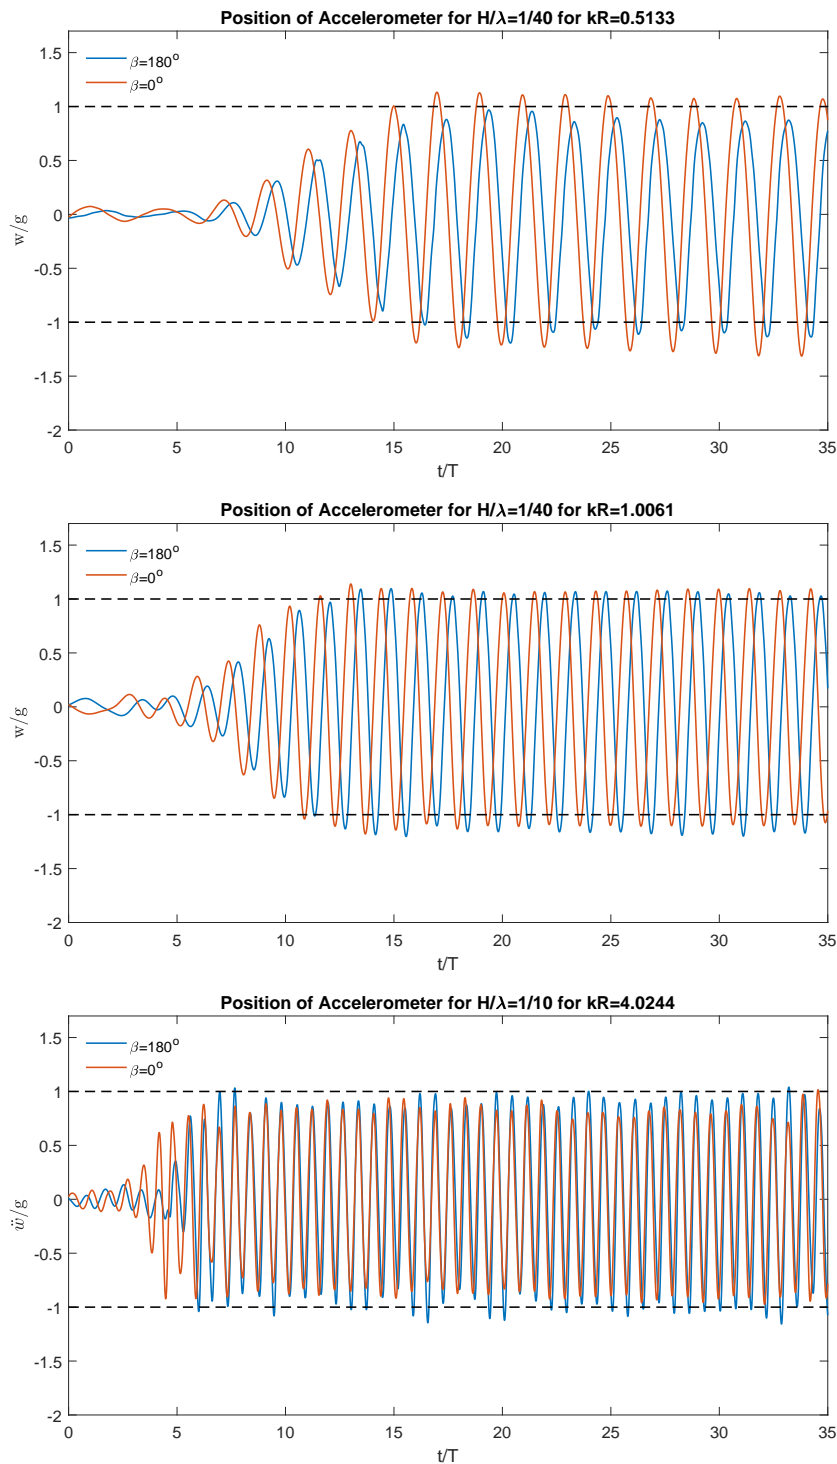 Position of Accelerometer for H/λ=1/40 for kR=0.5133
β=180°
β=0°
1.5
1
0.5
0
-0.5
-1
-1.5
-2
w/g
0 5 10 15 20 25 30 35
t/T
Position of Accelerometer for H/λ=1/40 for kR=1.0061
β=180°
β=0°
1.5
1
0.5
0
-0.5
-1
-1.5
-2
w/g
0 5 10 15 20 25 30 35
t/T
Position of Accelerometer for H/λ=1/10 for kR=4.0244
β=180°
β=0°
1.5
1
0.5
0
-0.5
-1
-1.5
-2
ẅ/g
0 5 10 15 20 25 30 35
t/T